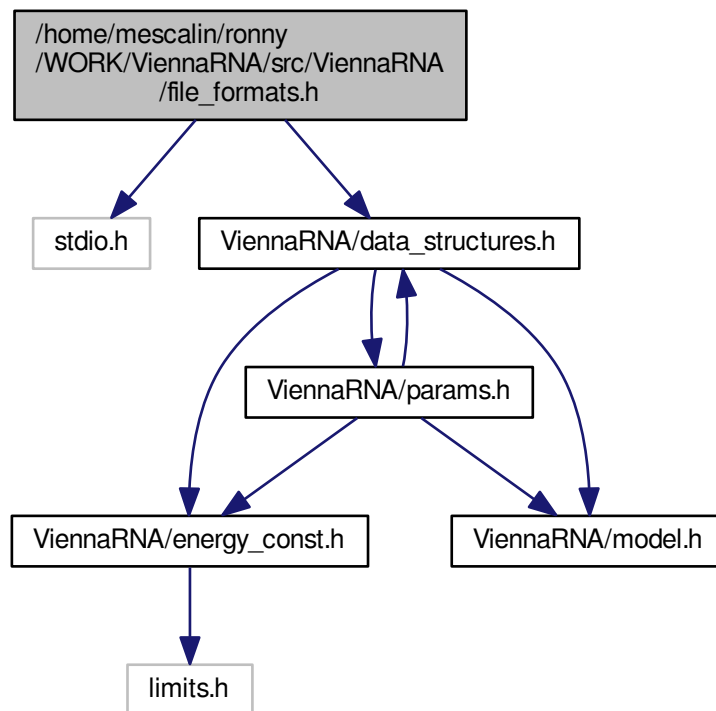 /home/mescalin/ronny
/WORK/ViennaRNA/src/ViennaRNA
/file_formats.h
stdio.h
ViennaRNA/data_structures.h
ViennaRNA/params.h
ViennaRNA/energy_const.h
ViennaRNA/model.h
limits.h